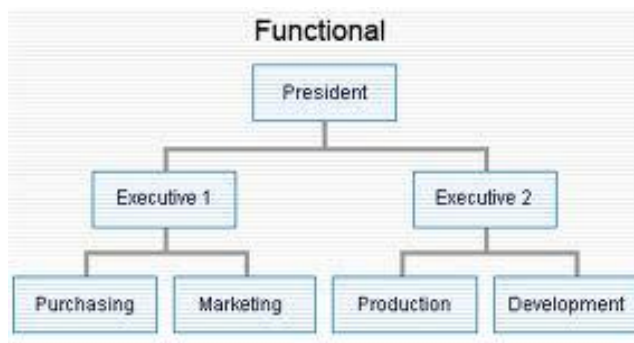 Functional
President
Executive 1
Executive 2
Purchasing
Marketing
Production
Development